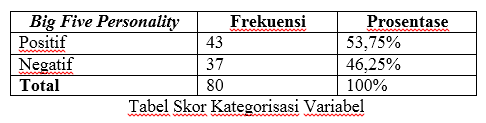 Big Five Personality Frekuensi Prosentase
Positif 43 53,75%
Negatif 37 46,25%
Total 80 100%
Tabel Skor Kategorisasi Variabel